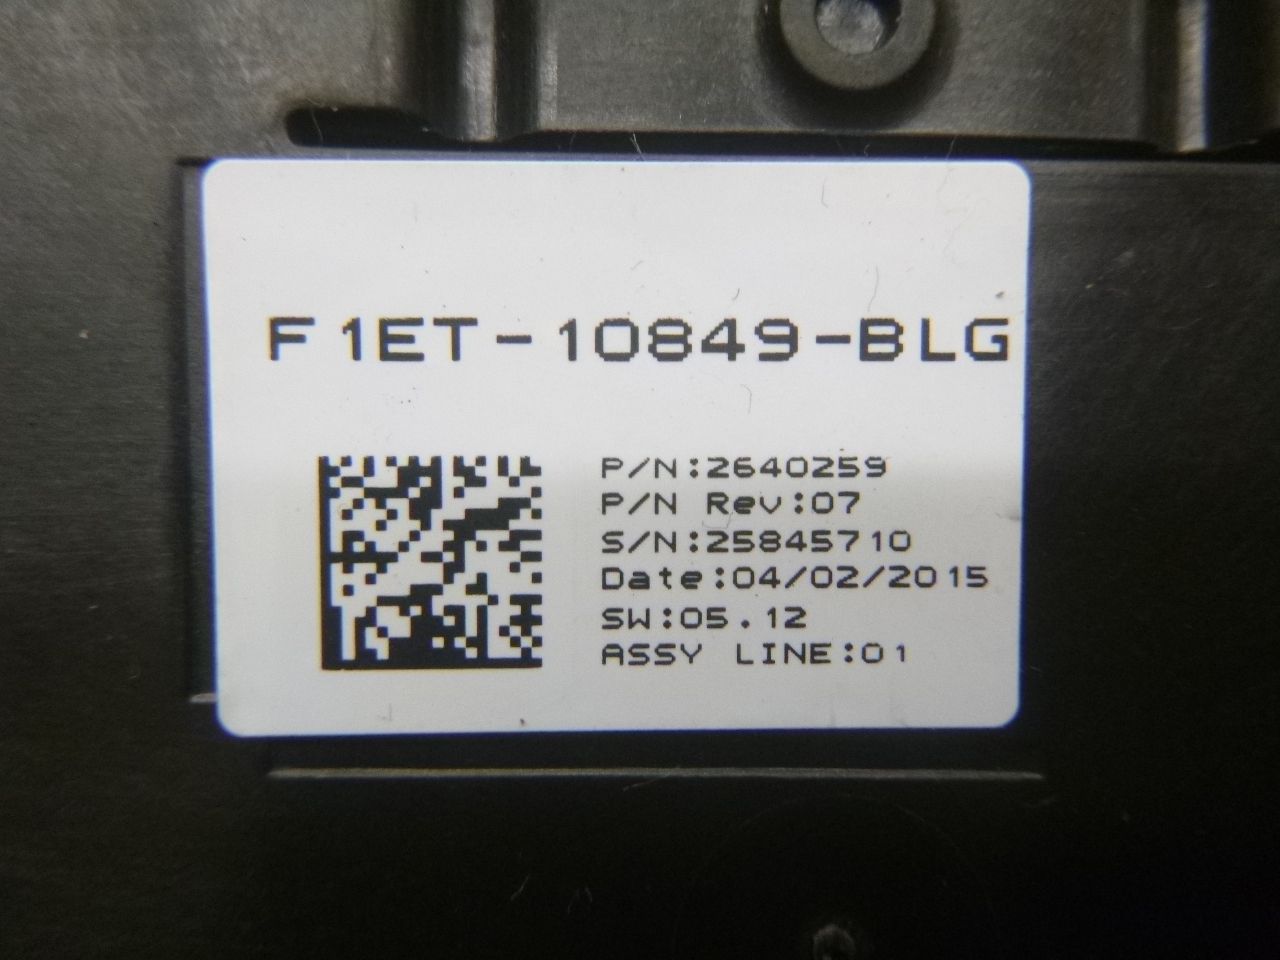 F1ET-10849-BLG
P/N:2640259
P/N Rev:07
S/N:25845710
Date:04/02/2015
SW:05.12
ASSY LINE:01